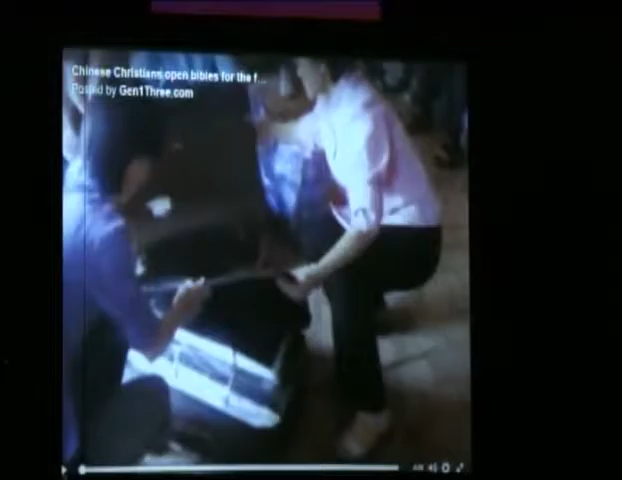 Chinese Christians open bibles for the f...
Posted by Gen1Three.com